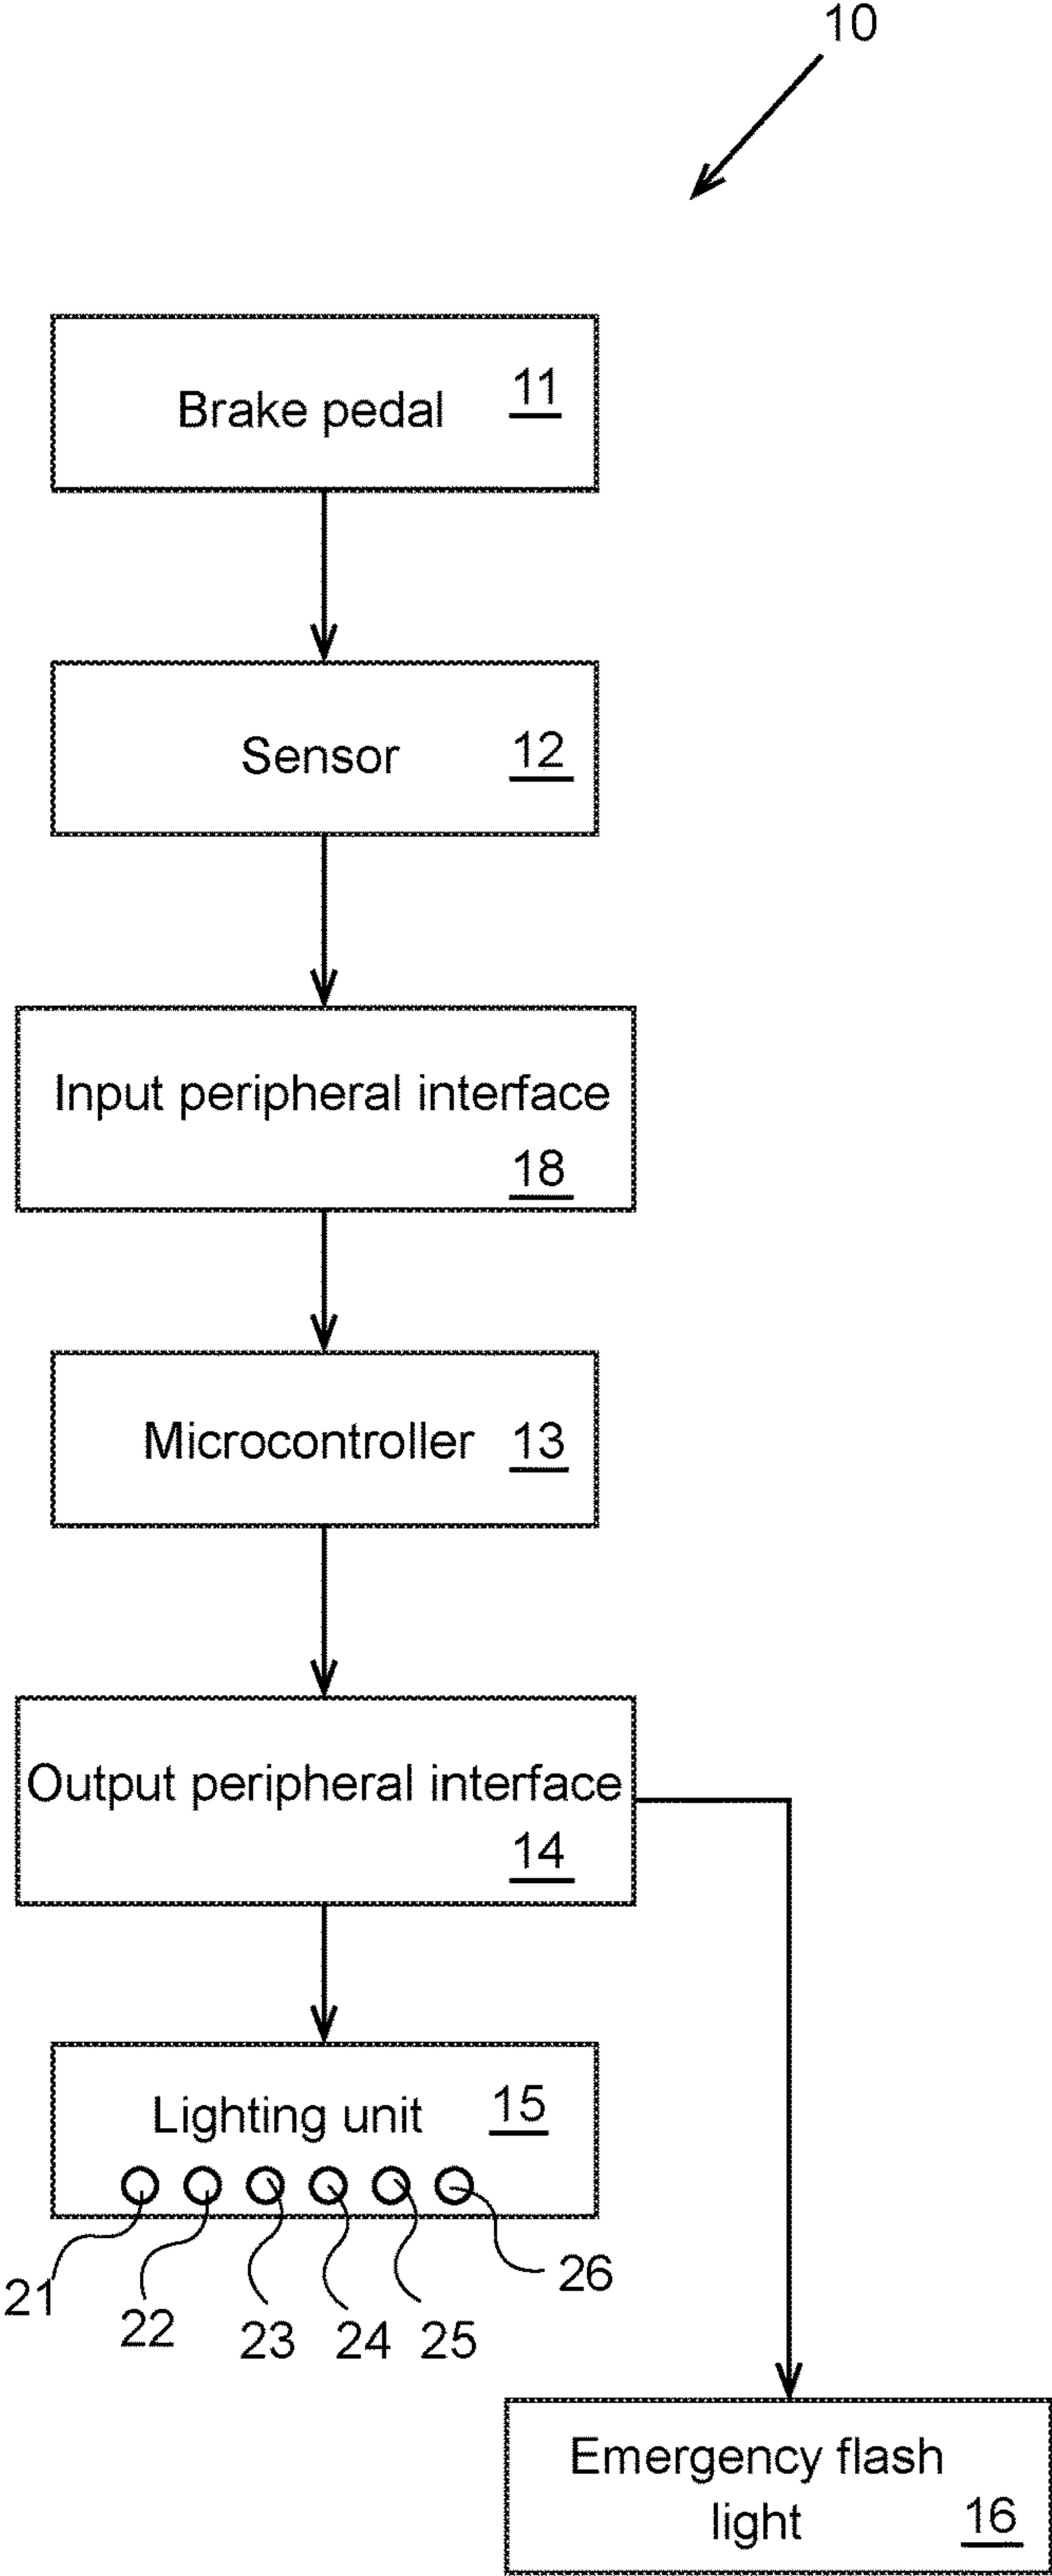 10
Brake pedal 11
Sensor 12
Input peripheral interface
18
Microcontroller 13
Output peripheral interface
14
Lighting unit 15
21 22 23 24 25 26
Emergency flash
light 16